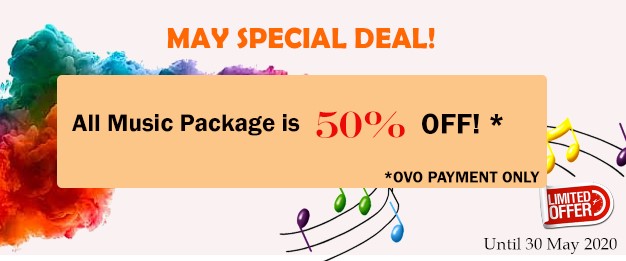 MAY SPECIAL DEAL!
All Music Package is 50% OFF! *
*OVO PAYMENT ONLY
LIMITED
OFFER
Until 30 May 2020